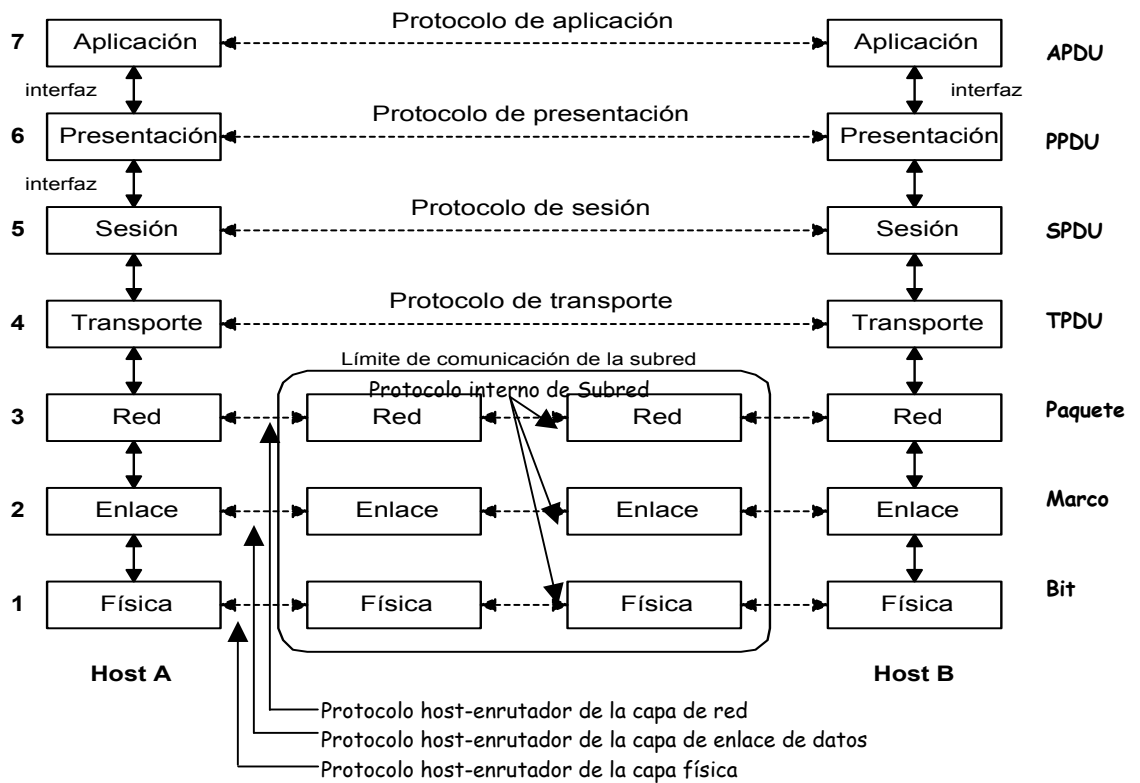 Protocolo de aplicación
7 Aplicación Aplicación APDU
interfaz interfaz
Protocolo de presentación
6 Presentación Presentación PPDU
interfaz
Protocolo de sesión
5 Sesión Sesión SPDU
Protocolo de transporte
4 Transporte Transporte TPDU
Límite de comunicación de la subred
Protocolo interno de Subred
3 Red Red Red Red Paquete
2 Enlace Enlace Enlace Enlace Marco
1 Física Física Física Física Bit
Host A Host B
Protocolo host-enrutador de la capa de red
Protocolo host-enrutador de la capa de enlace de datos
Protocolo host-enrutador de la capa física